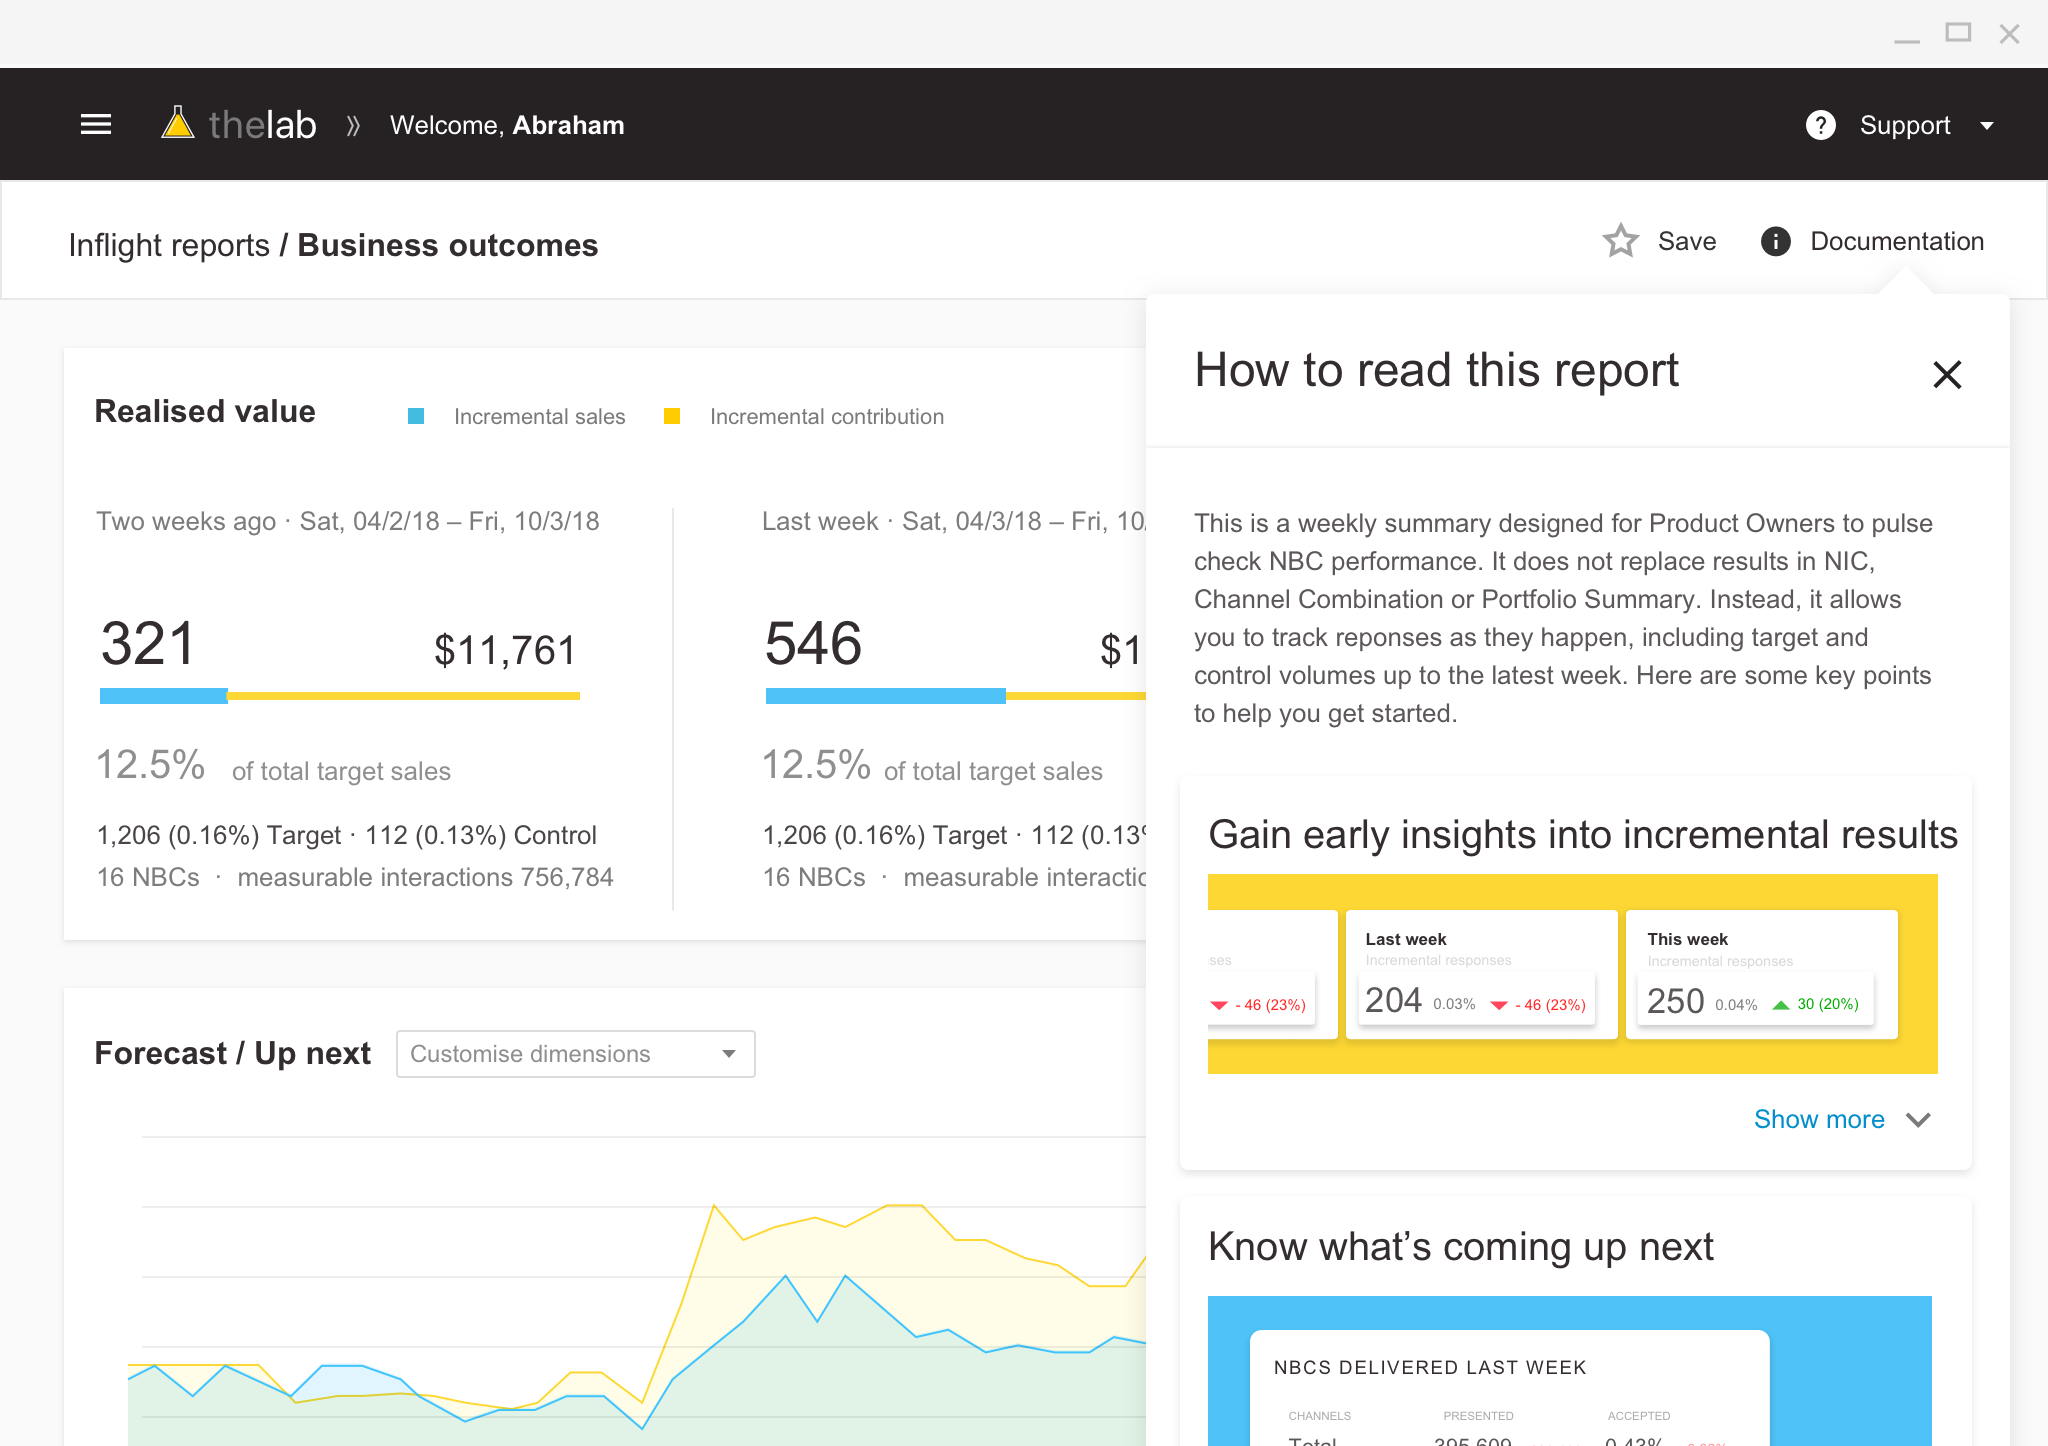 thelab » Welcome, Abraham
? Support
Inflight reports / Business outcomes
Save
i Documentation
Realised value
Incremental sales
Incremental contribution
Two weeks ago · Sat, 04/2/18 – Fri, 10/3/18
321
$11,761
12.5% of total target sales
1,206 (0.16%) Target · 112 (0.13%) Control
16 NBCs · measurable interactions 756,784
Last week · Sat, 04/3/18 – Fri, 10/
546
$1
12.5% of total target sales
1,206 (0.16%) Target · 112 (0.13%
16 NBCs · measurable interactio
Forecast / Up next
Customise dimensions
How to read this report
This is a weekly summary designed for Product Owners to pulse
check NBC performance. It does not replace results in NIC,
Channel Combination or Portfolio Summary. Instead, it allows
you to track reponses as they happen, including target and
control volumes up to the latest week. Here are some key points
to help you get started.
Gain early insights into incremental results
ses
- 46 (23%)
Last week
Incremental responses
204 0.03% - 46 (23%)
This week
Incremental responses
250 0.04% 30 (20%)
Show more
Know what’s coming up next
NBCS DELIVERED LAST WEEK
CHANNELS PRESENTED ACCEPTED
Total 395,609 0.43%